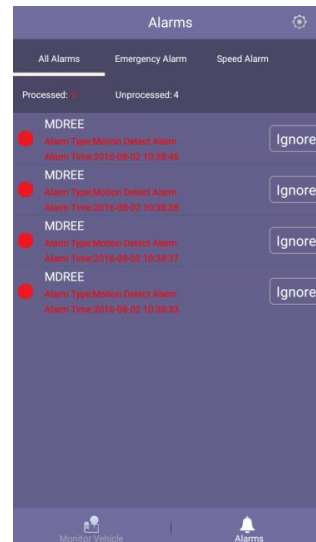 Alarms
All Alarms Emergency Alarm Speed Alarm
Processed: 0 Unprocessed: 4
MDREE
Alarm Type:Motion Detect Alarm
Alarm Time:2016-08-02 10:38:46
Ignore
MDREE
Alarm Type:Motion Detect Alarm
Alarm Time:2016-08-02 10:38:38
Ignore
MDREE
Alarm Type:Motion Detect Alarm
Alarm Time:2016-08-02 10:38:37
Ignore
MDREE
Alarm Type:Motion Detect Alarm
Alarm Time:2016-08-02 10:38:33
Ignore
Monitor Vehicle Alarms